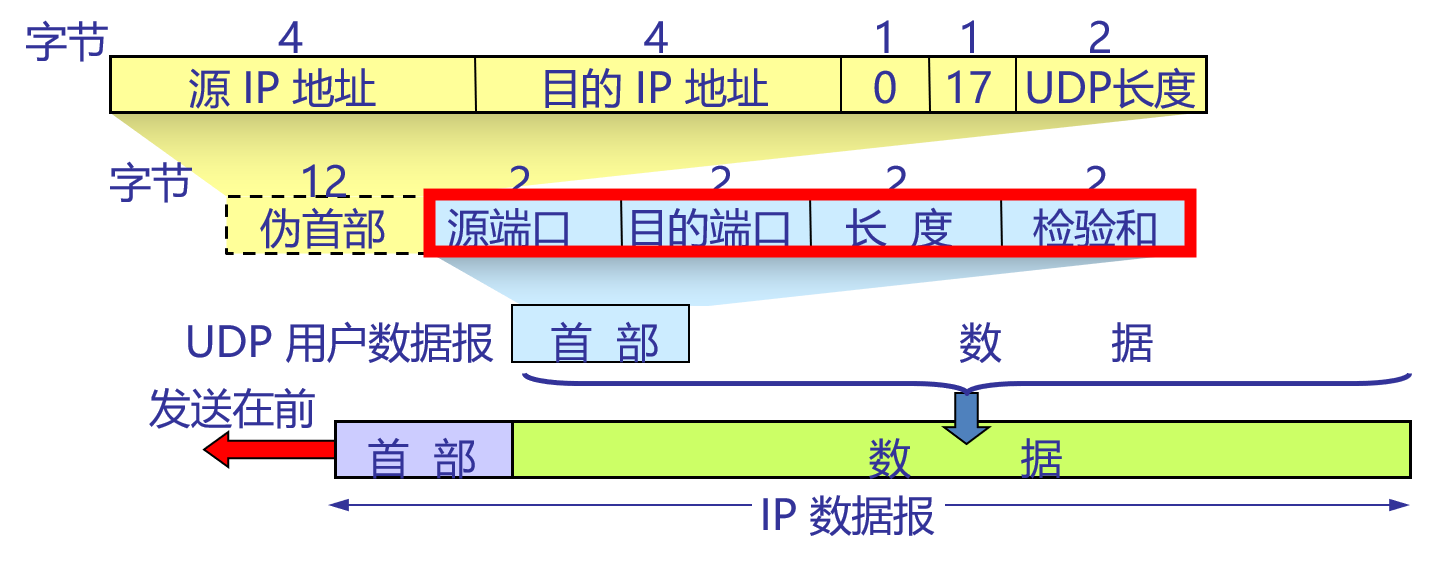 字节 4 4 1 1 2
源 IP 地址 目的 IP 地址 0 17 UDP长度
字节 12 2 2 2 2
伪首部 源端口 目的端口 长 度 检验和
UDP 用户数据报 首 部 数 据
发送在前
首 部 数 据
IP 数据报